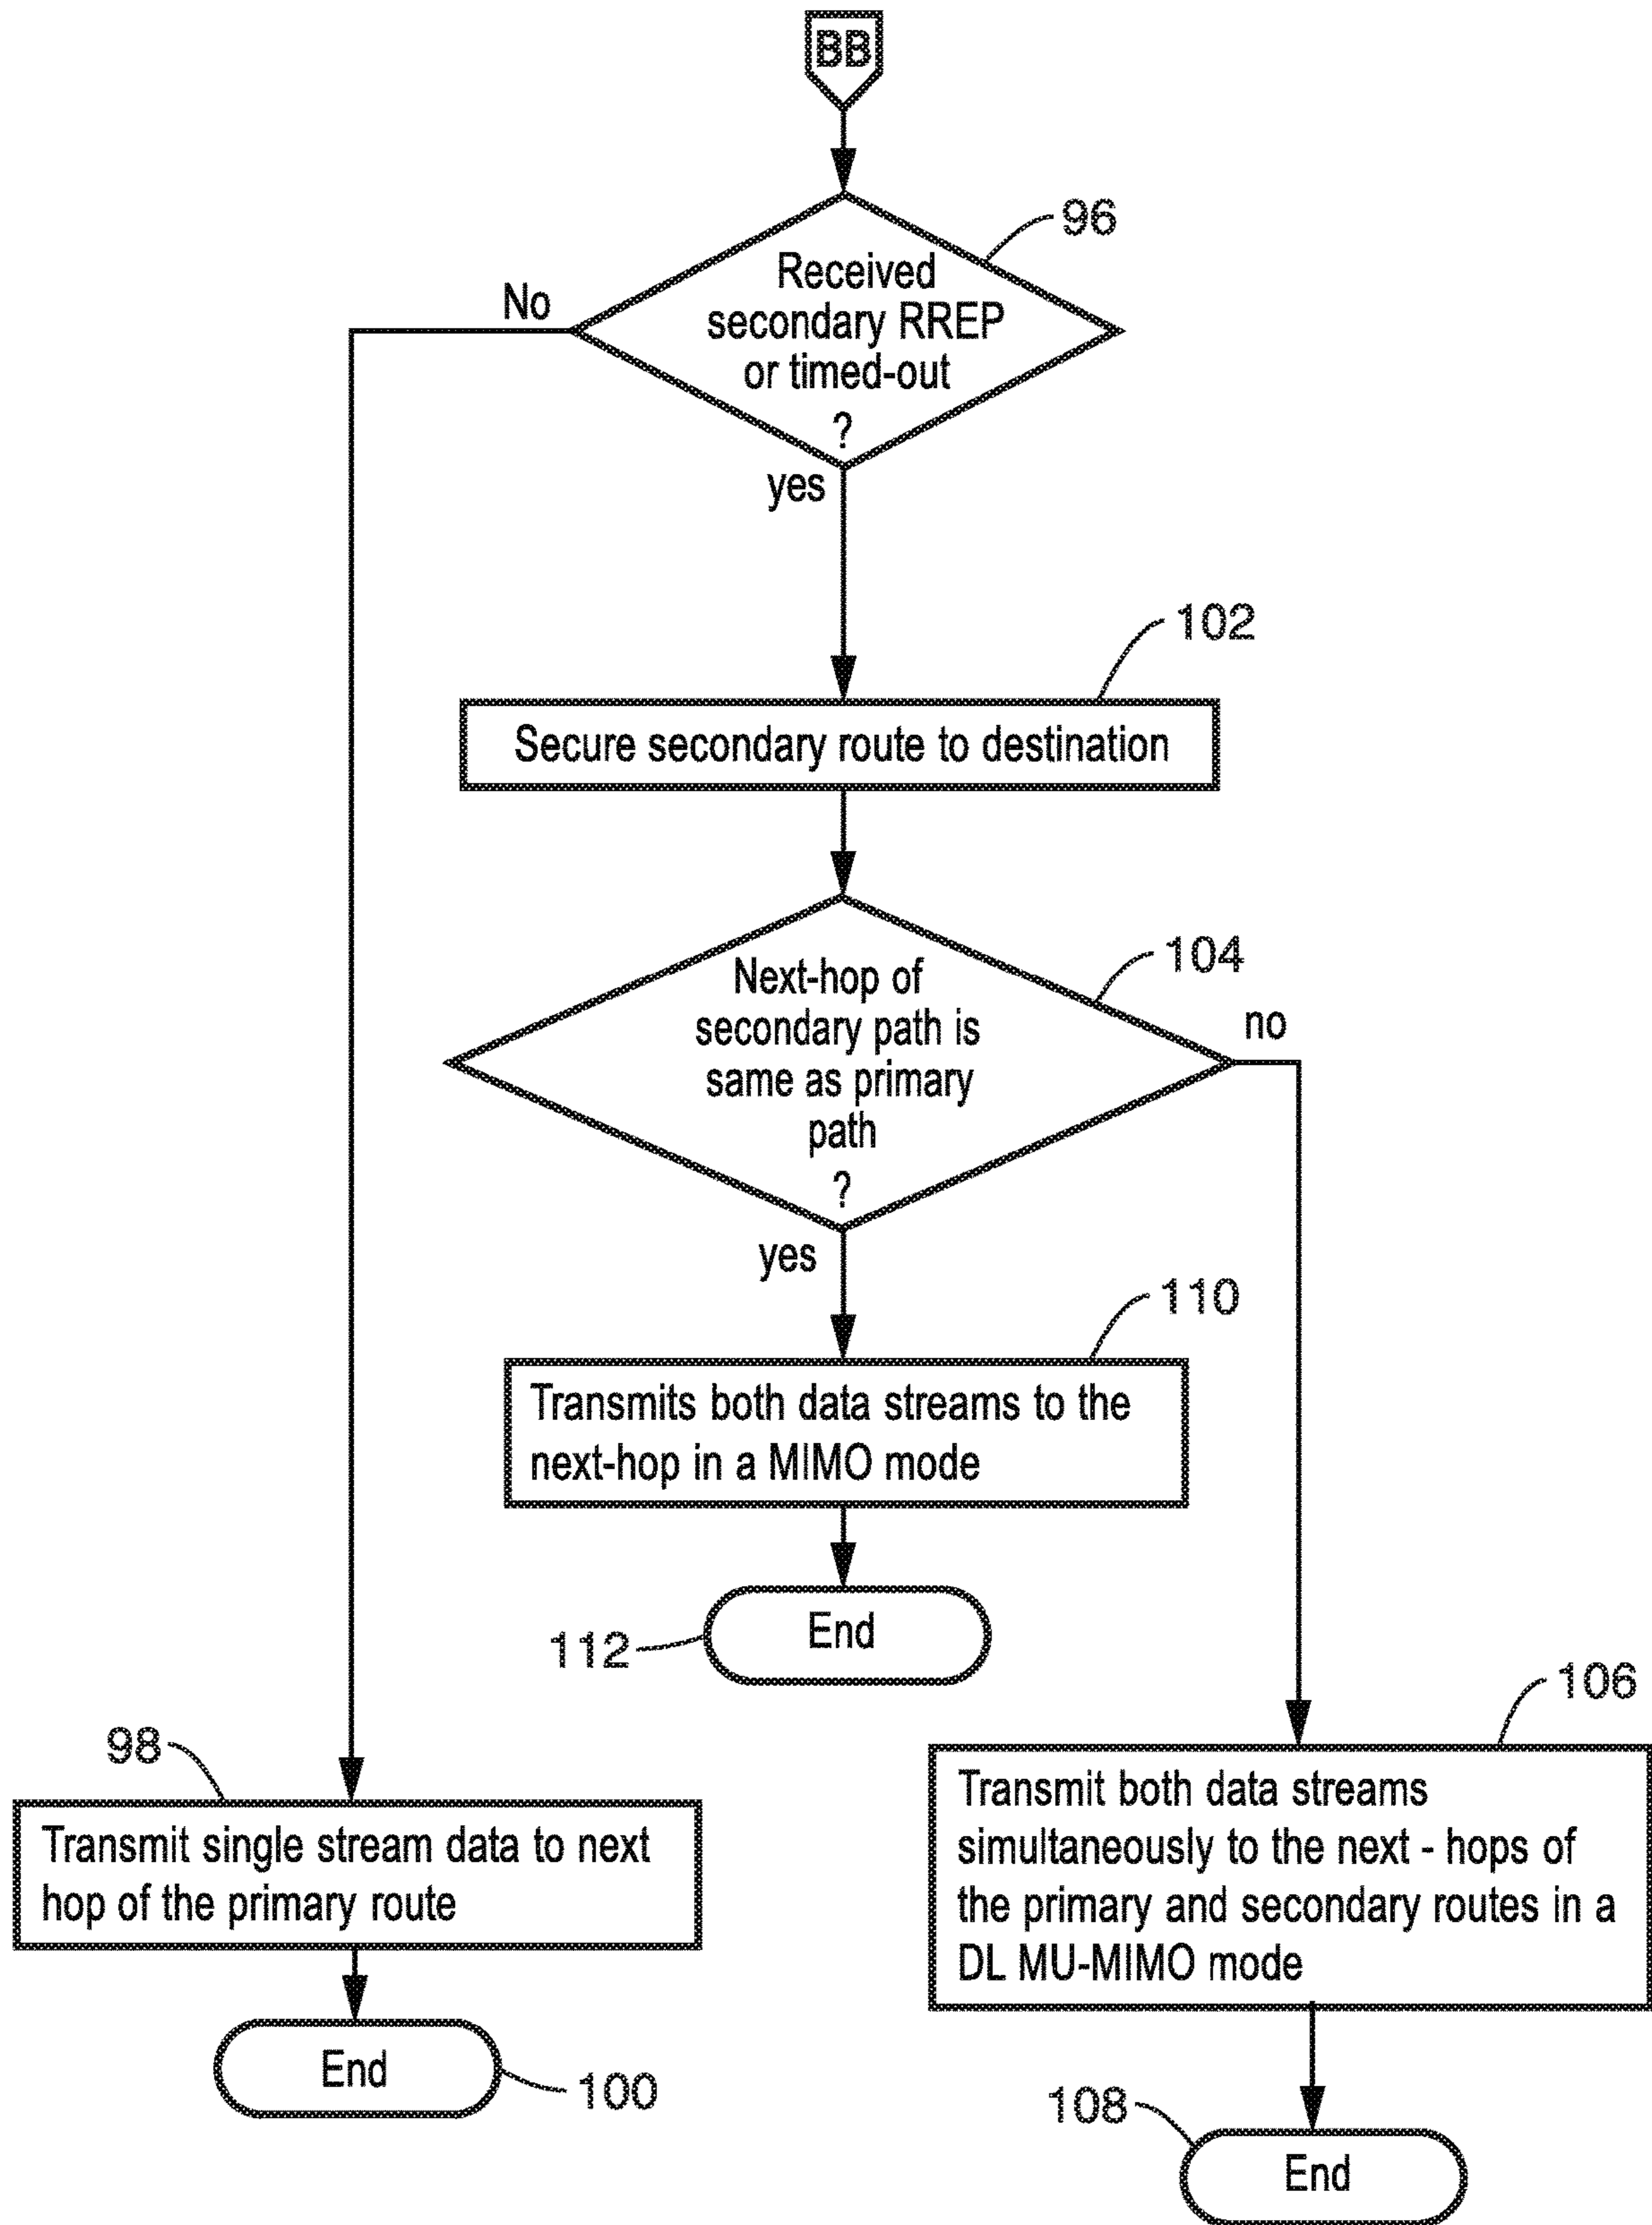 BB
96
No
Received
secondary RREP
or timed-out
?
yes
102
Secure secondary route to destination
104
Next-hop of
secondary path is
same as primary
path
?
no
yes
110
Transmits both data streams to the
next-hop in a MIMO mode
End
112
98
Transmit single stream data to next
hop of the primary route
End
100
106
Transmit both data streams
simultaneously to the next - hops of
the primary and secondary routes in a
DL MU-MIMO mode
108
End